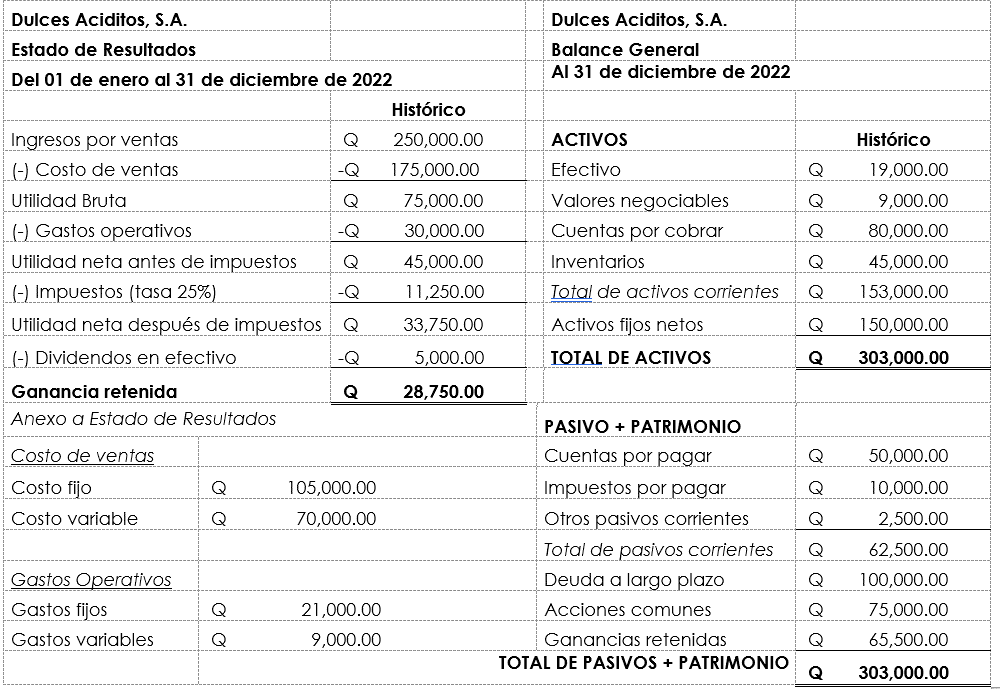 Dulces Aciditos, S.A.
Estado de Resultados
Del 01 de enero al 31 de diciembre de 2022
Histórico
Ingresos por ventas Q 250,000.00
(-) Costo de ventas -Q 175,000.00
Utilidad Bruta Q 75,000.00
(-) Gastos operativos -Q 30,000.00
Utilidad neta antes de impuestos Q 45,000.00
(-) Impuestos (tasa 25%) -Q 11,250.00
Utilidad neta después de impuestos Q 33,750.00
(-) Dividendos en efectivo -Q 5,000.00
Ganancia retenida Q 28,750.00
Anexo a Estado de Resultados
Costo de ventas
Costo fijo Q 105,000.00
Costo variable Q 70,000.00
Gastos Operativos
Gastos fijos Q 21,000.00
Gastos variables Q 9,000.00
Dulces Aciditos, S.A.
Balance General
Al 31 de diciembre de 2022
ACTIVOS Histórico
Efectivo Q 19,000.00
Valores negociables Q 9,000.00
Cuentas por cobrar Q 80,000.00
Inventarios Q 45,000.00
Total de activos corrientes Q 153,000.00
Activos fijos netos Q 150,000.00
TOTAL DE ACTIVOS Q 303,000.00
PASIVO + PATRIMONIO
Cuentas por pagar Q 50,000.00
Impuestos por pagar Q 10,000.00
Otros pasivos corrientes Q 2,500.00
Total de pasivos corrientes Q 62,500.00
Deuda a largo plazo Q 100,000.00
Acciones comunes Q 75,000.00
Ganancias retenidas Q 65,500.00
TOTAL DE PASIVOS + PATRIMONIO Q 303,000.00